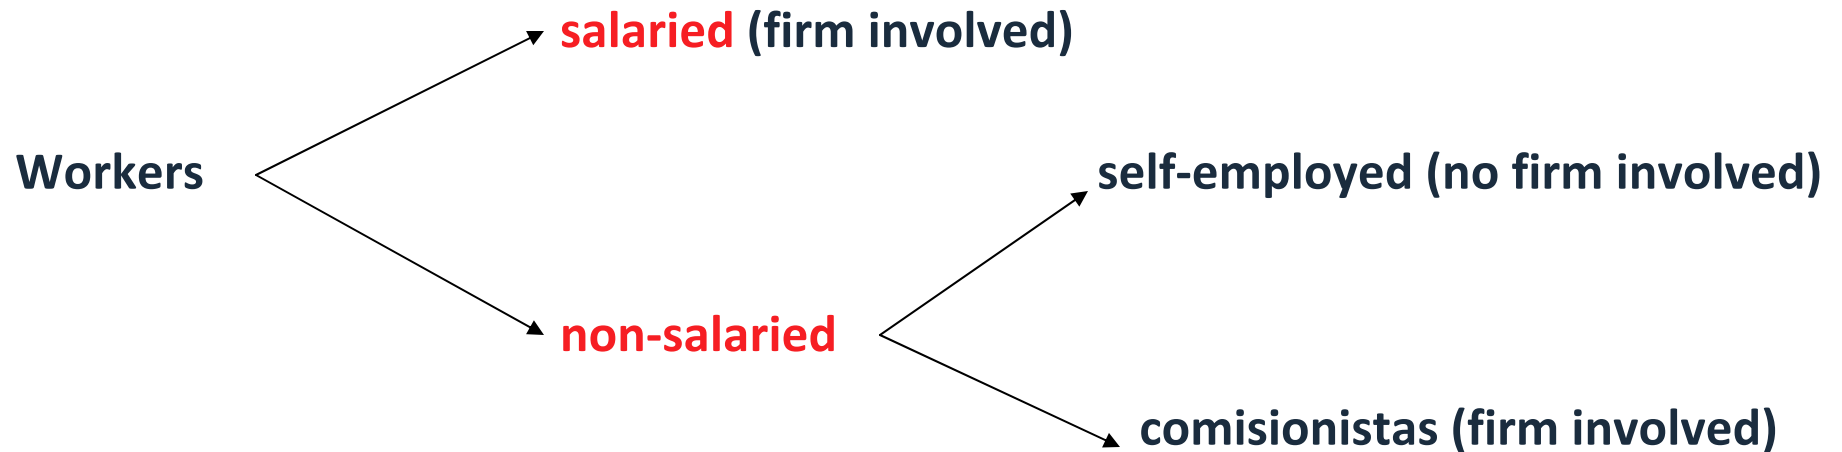 salaried (firm involved)
Workers
self-employed (no firm involved)
non-salaried
comisionistas (firm involved)